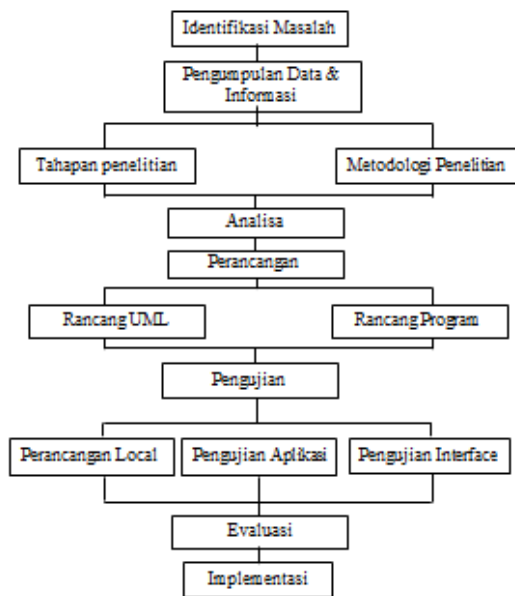 Identifikasi Masalah
Pengumpulan Data &
Informasi
Tahapan penelitian
Metodologi Penelitian
Analisa
Perancangan
Rancang UML
Rancang Program
Pengujian
Perancangan Local
Pengujian Aplikasi
Pengujian Interface
Evaluasi
Implementasi